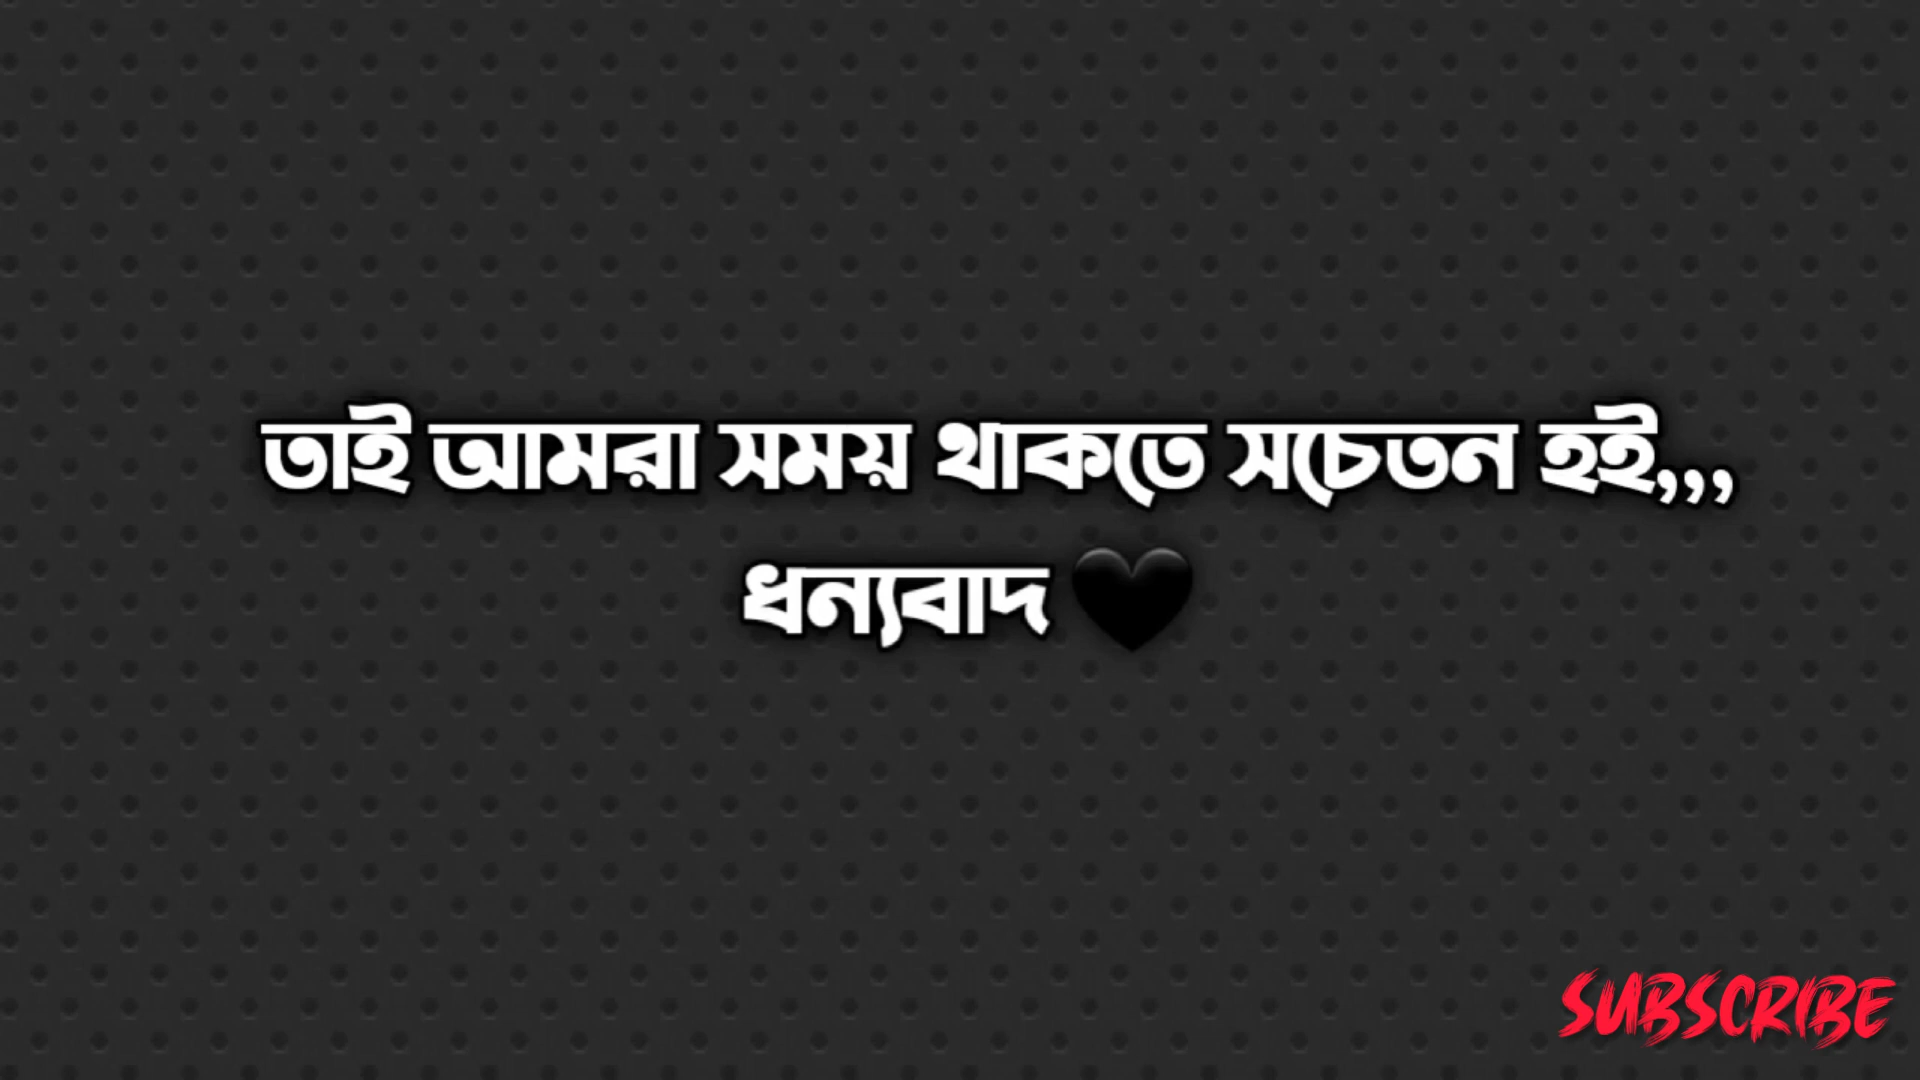 তাই আমরা সময় থাকতে সচেতন হই,,,
ধন্যবাদ 🖤
SUBSCRIBE